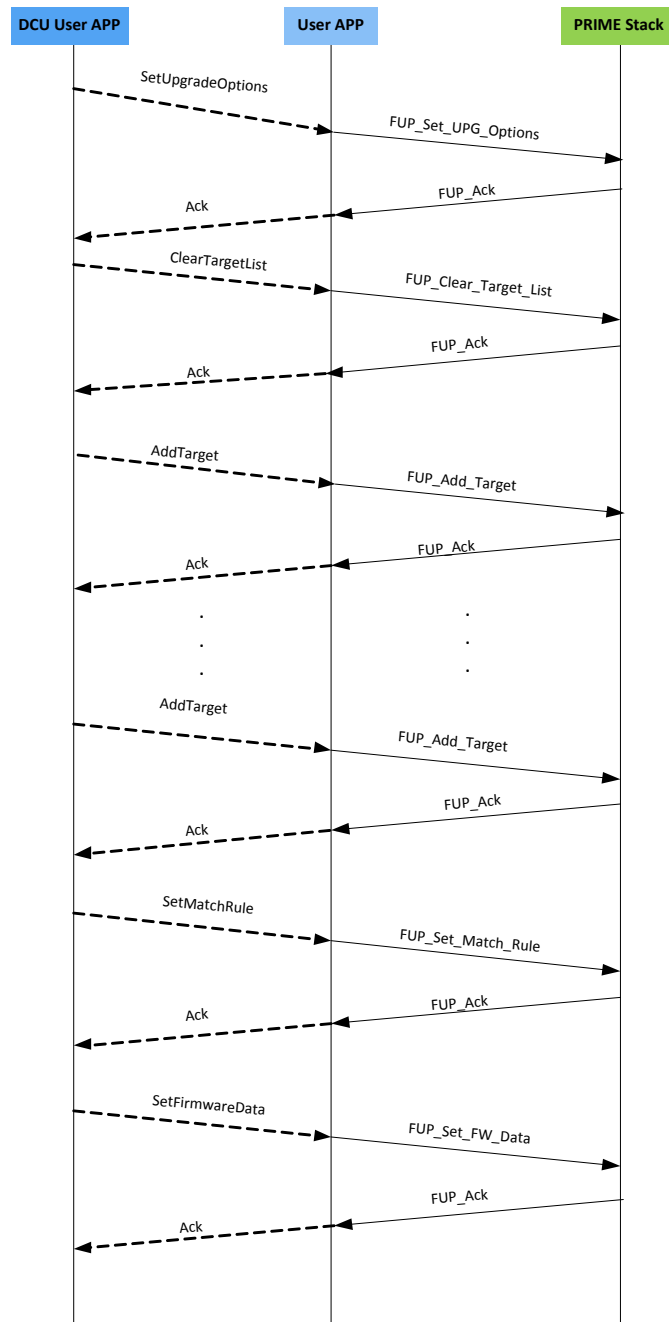 DCU User APP
User APP
PRIME Stack
SetUpgradeOptions
FUP_Set_UPG_Options
FUP_Ack
Ack
ClearTargetList
FUP_Clear_Target_List
FUP_Ack
Ack
AddTarget
FUP_Add_Target
FUP_Ack
Ack
. .
. .
. .
AddTarget
FUP_Add_Target
FUP_Ack
Ack
SetMatchRule
FUP_Set_Match_Rule
FUP_Ack
Ack
SetFirmwareData
FUP_Set_FW_Data
FUP_Ack
Ack